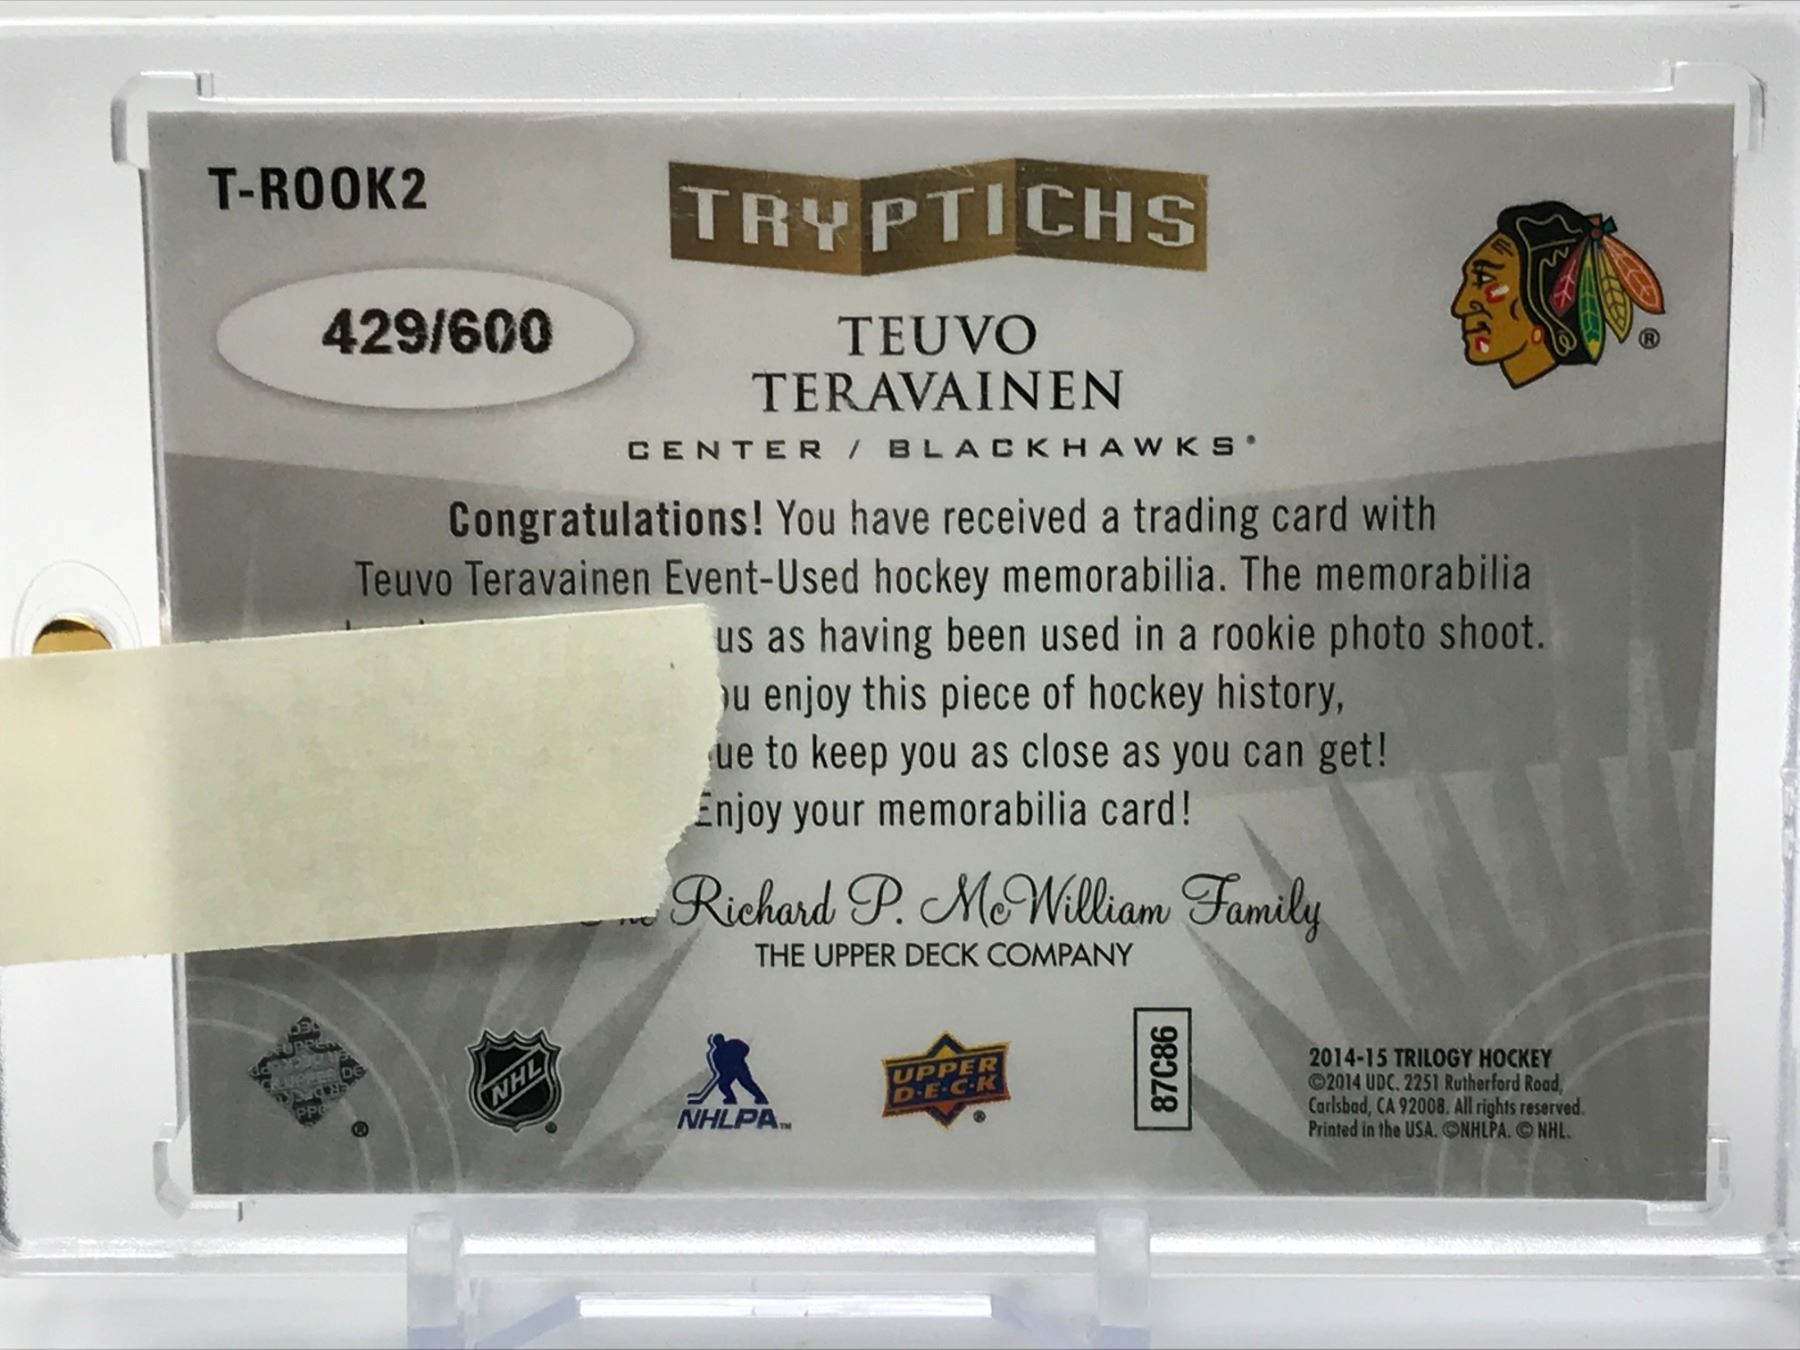 T-ROOK2
TRYPTICHS
429/600
TEUVO
TERAVAINEN
CENTER / BLACKHAWKS®
®
Congratulations! You have received a trading card with
Teuvo Teravainen Event-Used hockey memorabilia. The memorabilia
us as having been used in a rookie photo shoot.
enjoy this piece of hockey history,
to keep you as close as you can get!
Enjoy your memorabilia card!
Richard P. McWilliam Family
THE UPPER DECK COMPANY
®
NHL
NHLPA™
UPPER
D·E·C·K
®
87C86
2014-15 TRILOGY HOCKEY
©2014 UDC. 2251 Rutherford Road,
Carlsbad, CA 92008. All rights reserved.
Printed in the USA. ©NHLPA. © NHL.